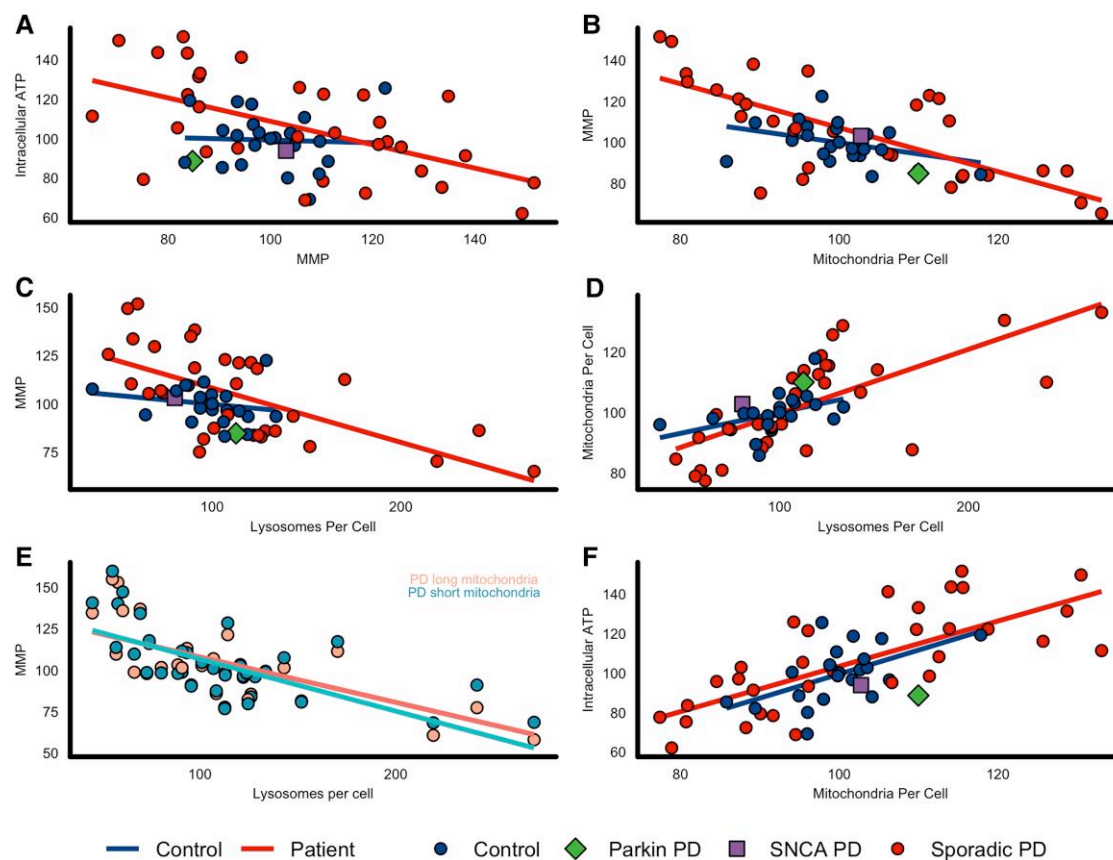 A
Intracellular ATP
140
120
100
80
60
80
100
120
140
MMP
B
MMP
140
120
100
80
80
100
120
Mitochondria Per Cell
C
MMP
150
125
100
75
100
200
Lysosomes Per Cell
D
Mitochondria Per Cell
120
100
80
100
200
Lysosomes Per Cell
E
MMP
150
125
100
75
50
PD long mitochondria
PD short mitochondria
100
200
Lysosomes per cell
F
Intracellular ATP
140
120
100
80
60
80
100
120
Mitochondria Per Cell
Control Patient Control Parkin PD SNCA PD Sporadic PD